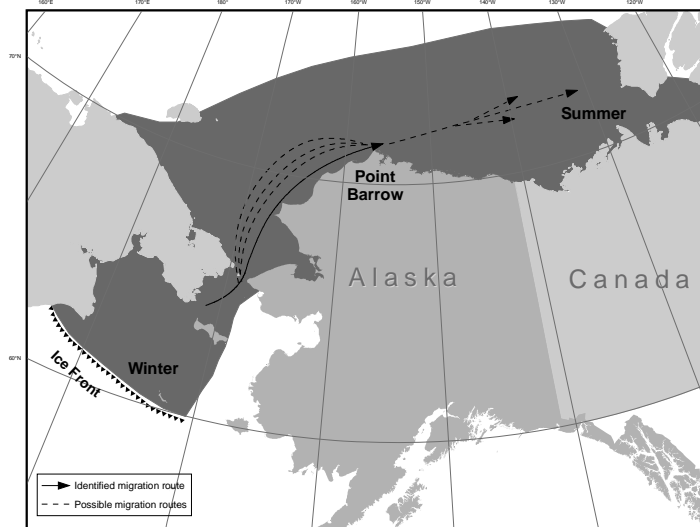 160°E 170°E 180° 170°W 160°W 150°W 140°W 130°W 120°W
70°N
Summer
Point
Barrow
Alaska
Canada
60°N
Winter
Ice Front
Identified migration route
Possible migration routes